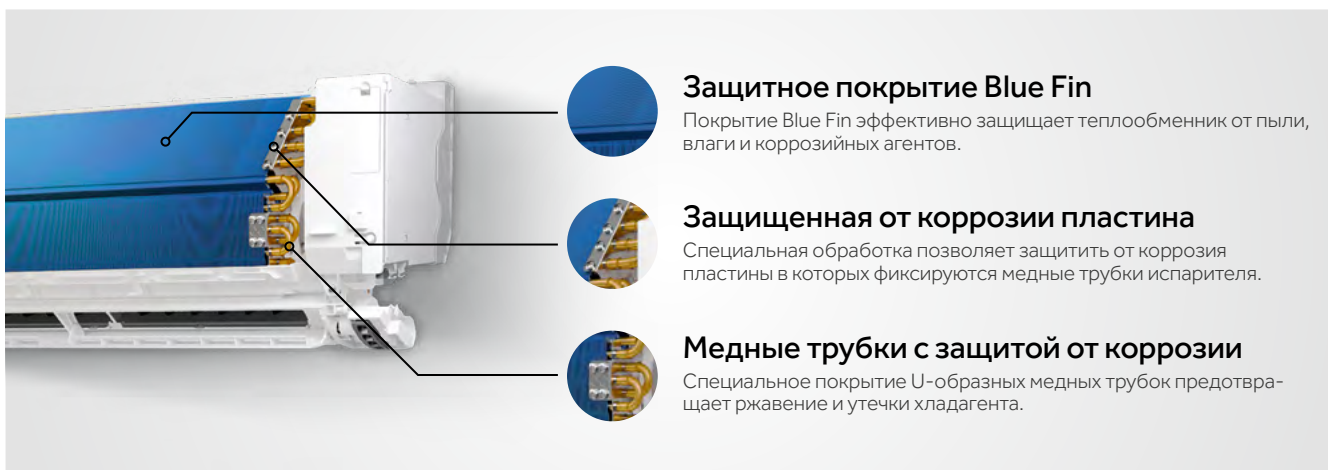 Защитное покрытие Blue Fin
Покрытие Blue Fin эффективно защищает теплообменник от пыли,
влаги и коррозийных агентов.
Защищенная от коррозии пластина
Специальная обработка позволяет защитить от коррозия
пластины в которых фиксируются медные трубки испарителя.
Медные трубки с защитой от коррозии
Специальное покрытие U-образных медных трубок предотвра-
щает ржавение и утечки хладагента.